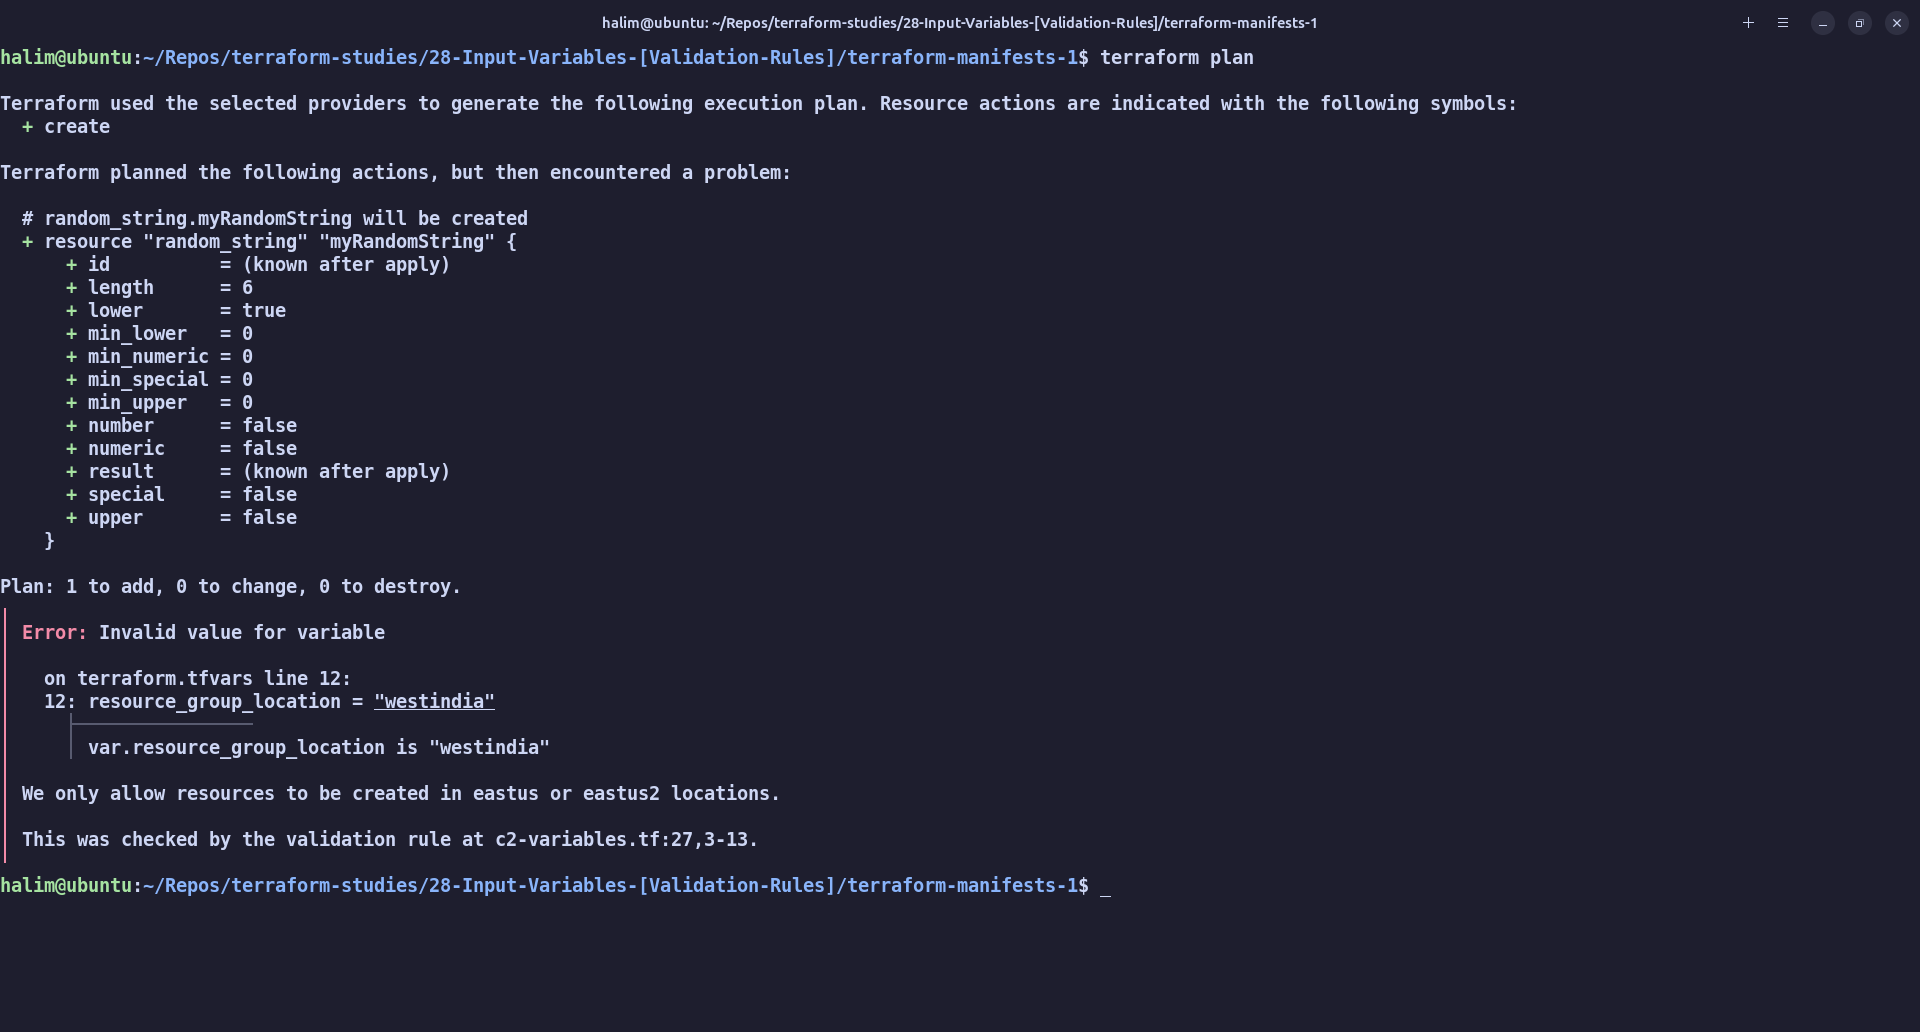 halim@ubuntu: ~/Repos/terraform-studies/28-Input-Variables-[Validation-Rules]/terraform-manifests-1
halim@ubuntu:~/Repos/terraform-studies/28-Input-Variables-[Validation-Rules]/terraform-manifests-1$ terraform plan
Terraform used the selected providers to generate the following execution plan. Resource actions are indicated with the following symbols:
  + create
Terraform planned the following actions, but then encountered a problem:
  # random_string.myRandomString will be created
  + resource "random_string" "myRandomString" {
      + id          = (known after apply)
      + length      = 6
      + lower       = true
      + min_lower   = 0
      + min_numeric = 0
      + min_special = 0
      + min_upper   = 0
      + number      = false
      + numeric     = false
      + result      = (known after apply)
      + special     = false
      + upper       = false
    }
Plan: 1 to add, 0 to change, 0 to destroy.
Error: Invalid value for variable
  on terraform.tfvars line 12:
  12: resource_group_location = "westindia"
      var.resource_group_location is "westindia"
We only allow resources to be created in eastus or eastus2 locations.
This was checked by the validation rule at c2-variables.tf:27,3-13.
halim@ubuntu:~/Repos/terraform-studies/28-Input-Variables-[Validation-Rules]/terraform-manifests-1$ _